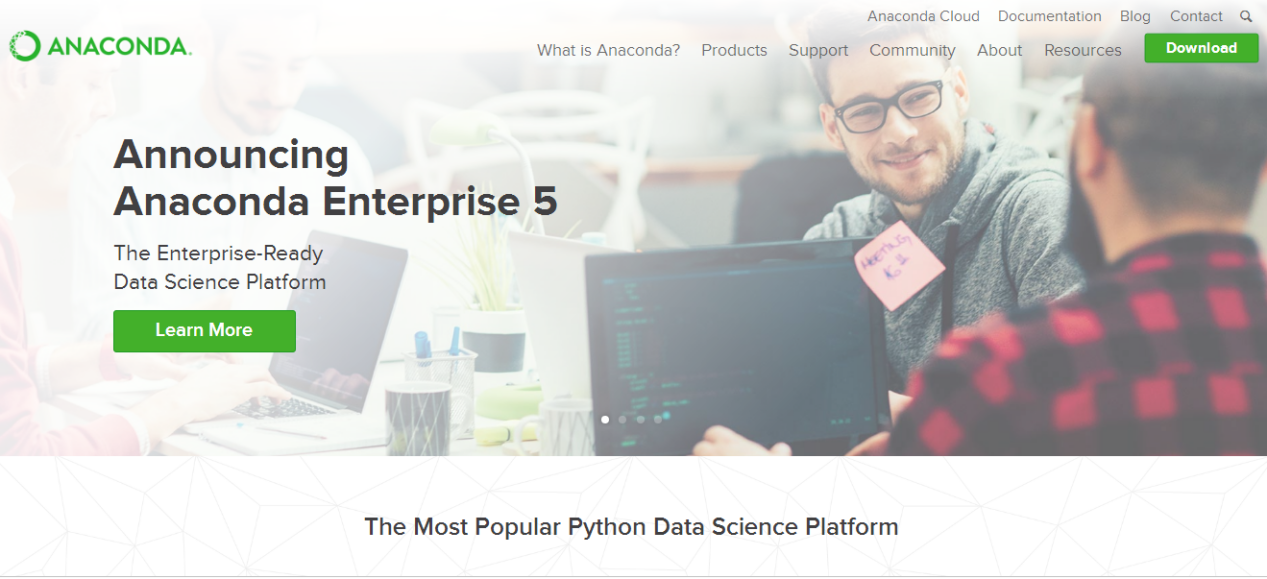 Anaconda Cloud Documentation Blog Contact
ANACONDA.
What is Anaconda? Products Support Community About Resources Download
Announcing
Anaconda Enterprise 5
The Enterprise-Ready
Data Science Platform
Learn More
MEETING
The Most Popular Python Data Science Platform